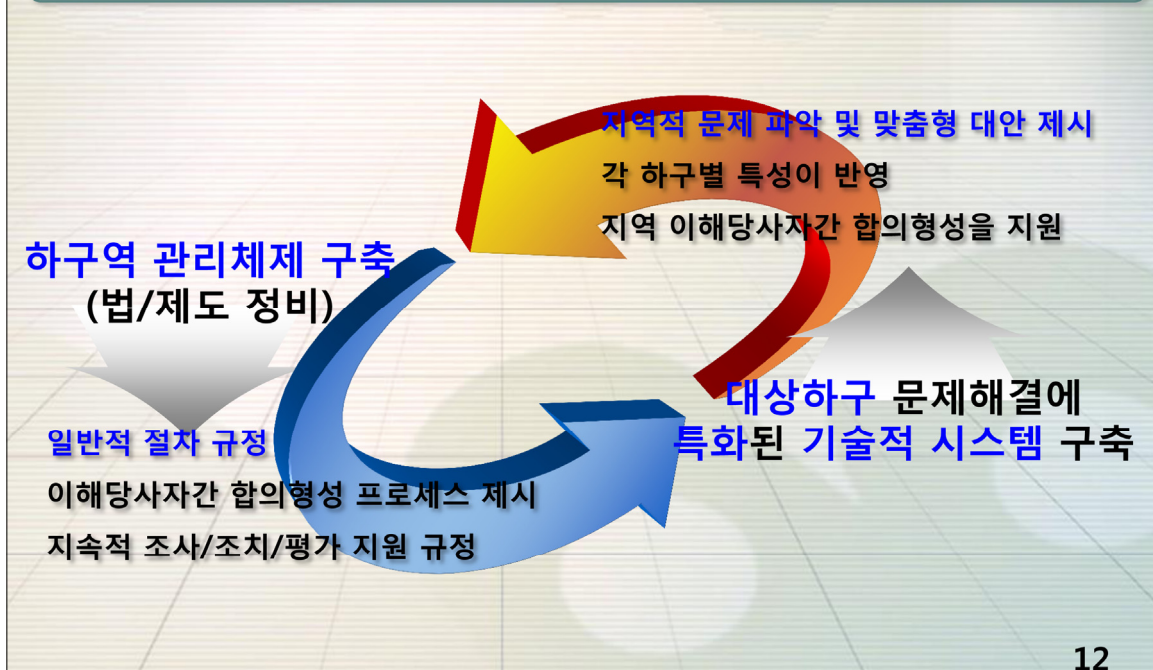 지역적 문제 파악 및 맞춤형 대안 제시
각 하구별 특성이 반영
지역 이해당사자간 합의형성을 지원
하구역 관리체제 구축
(법/제도 정비)
대상하구 문제해결에
특화된 기술적 시스템 구축
일반적 절차 규정
이해당사자간 합의형성 프로세스 제시
지속적 조사/조치/평가 지원 규정
12